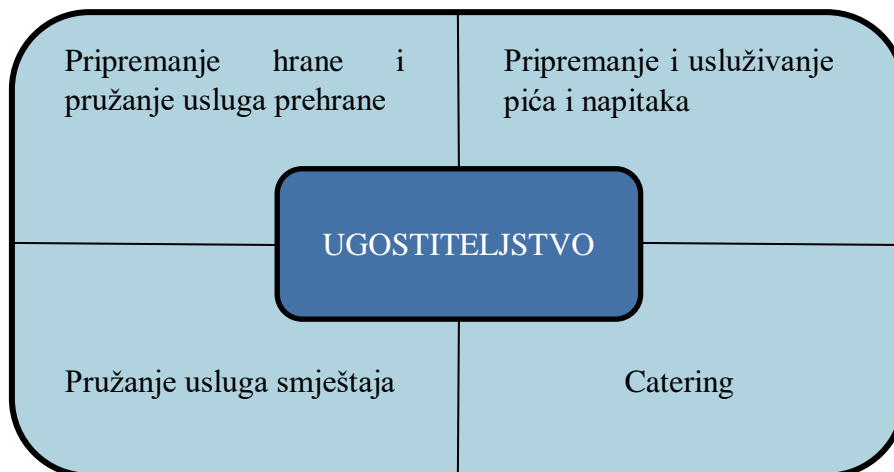 Pripremanje hrane i
pružanje usluga prehrane
Pripremanje i usluživanje
pića i napitaka
UGOSTITELJSTVO
Pružanje usluga smještaja
Catering